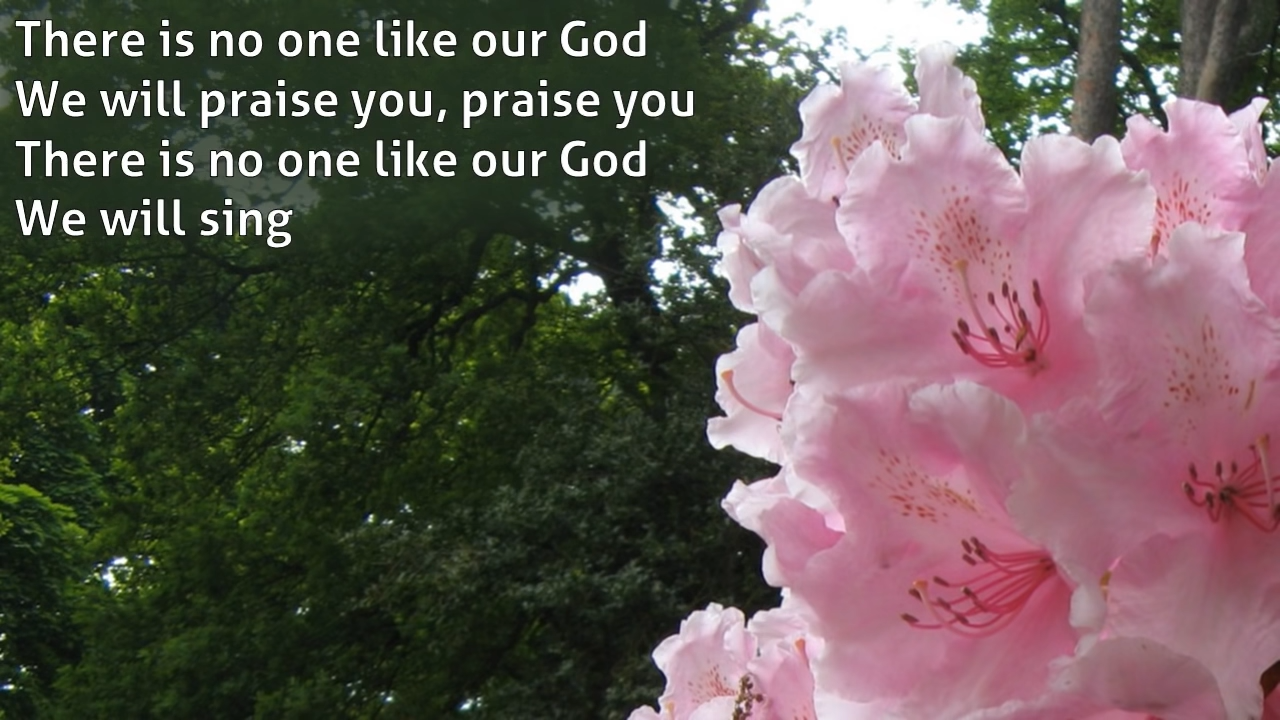 There is no one like our God
We will praise you, praise you
There is no one like our God
We will sing